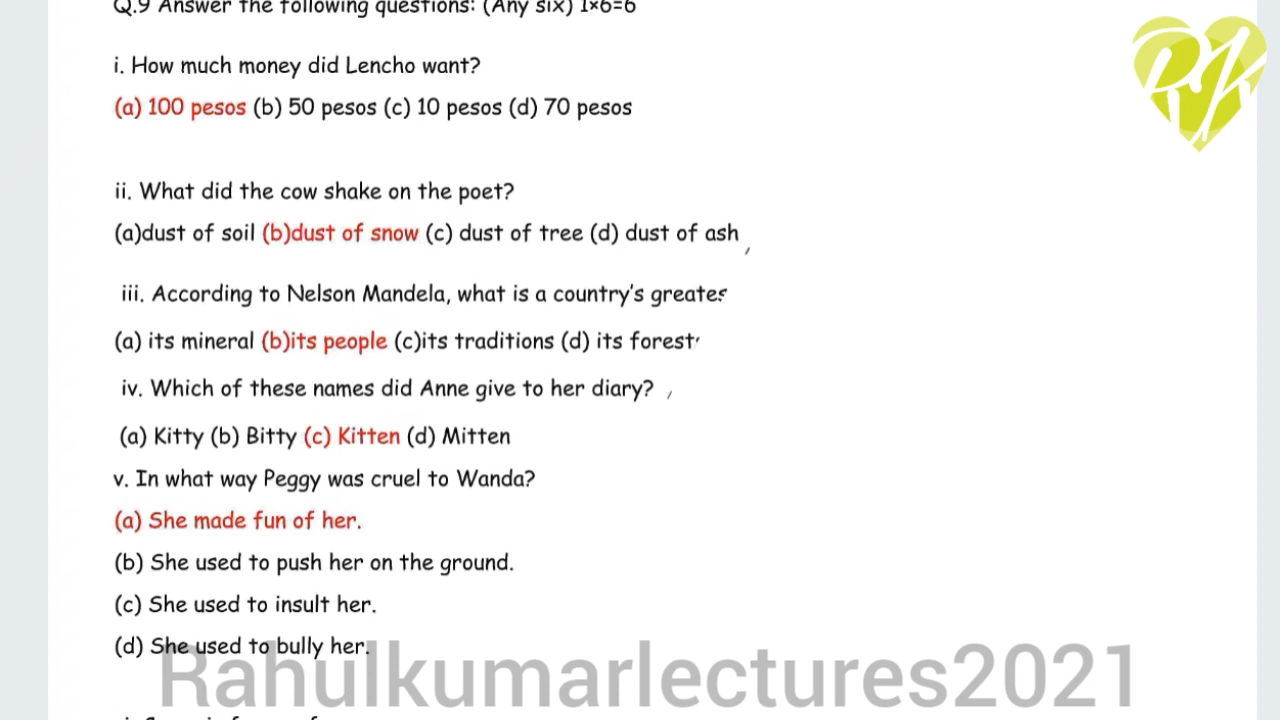 Q.9 Answer the following questions: (Any six) 1×6=6
i. How much money did Lencho want?
(a) 100 pesos (b) 50 pesos (c) 10 pesos (d) 70 pesos
ii. What did the cow shake on the poet?
(a)dust of soil (b)dust of snow (c) dust of tree (d) dust of ash
iii. According to Nelson Mandela, what is a country's greates
(a) its mineral (b)its people (c)its traditions (d) its forest
iv. Which of these names did Anne give to her diary?
(a) Kitty (b) Bitty (c) Kitten (d) Mitten
v. In what way Peggy was cruel to Wanda?
(a) She made fun of her.
(b) She used to push her on the ground.
(c) She used to insult her.
(d) She used to bully her.
Rahulkumarlectures2021
RK